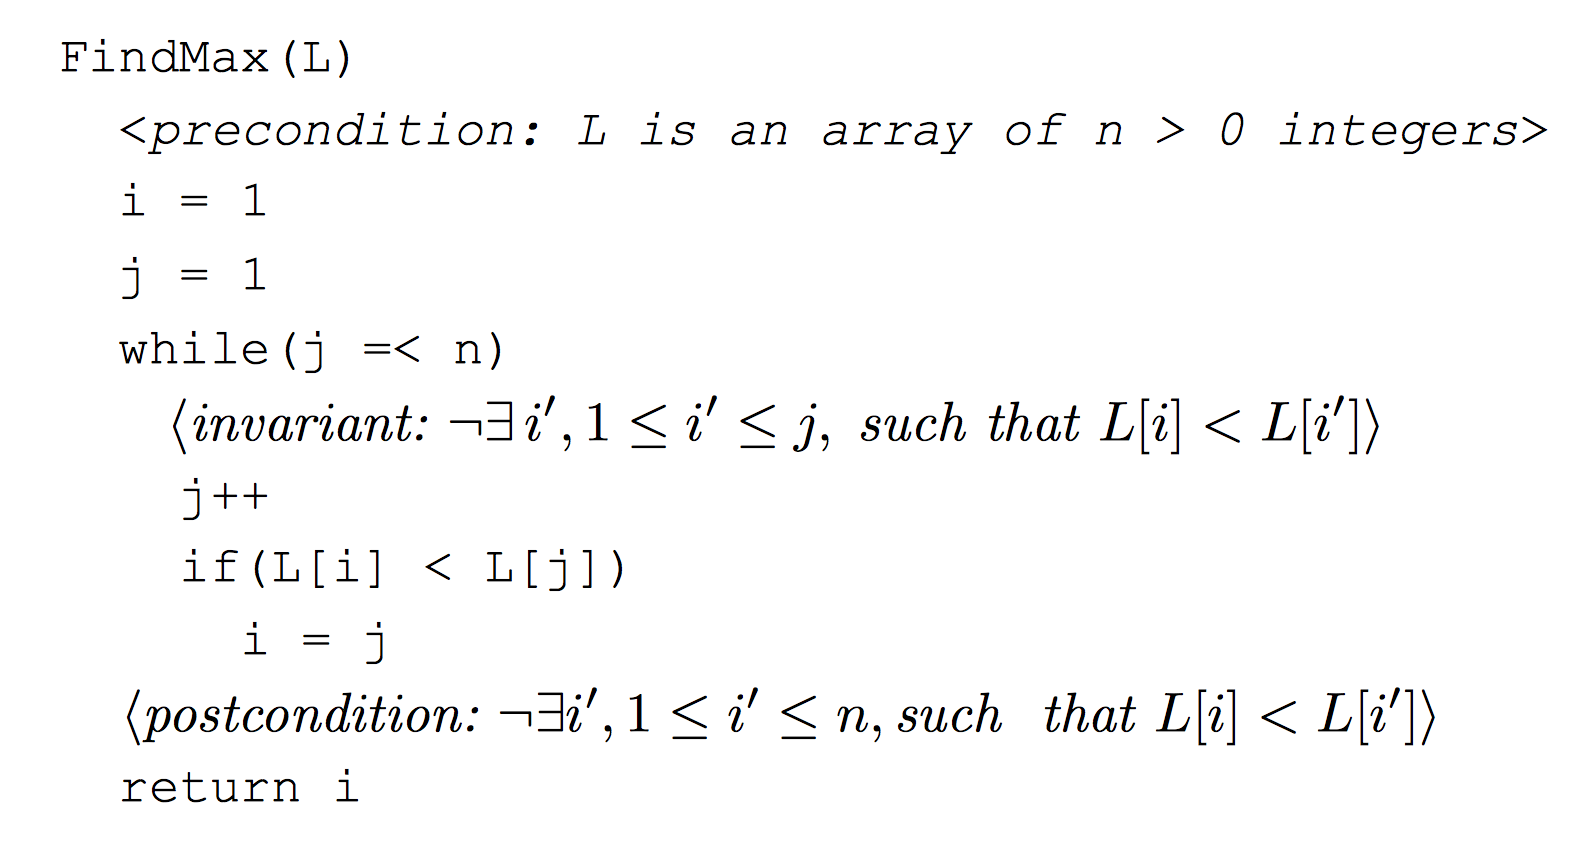 FindMax(L)
<precondition: L is an array of n > 0 integers>
i = 1
j = 1
while(j =< n)
⟨invariant: ¬∃ i′, 1 ≤ i′ ≤ j, such that L[i] < L[i′]⟩
j++
if(L[i] < L[j])
i = j
⟨postcondition: ¬∃i′, 1 ≤ i′ ≤ n, such that L[i] < L[i′]⟩
return i